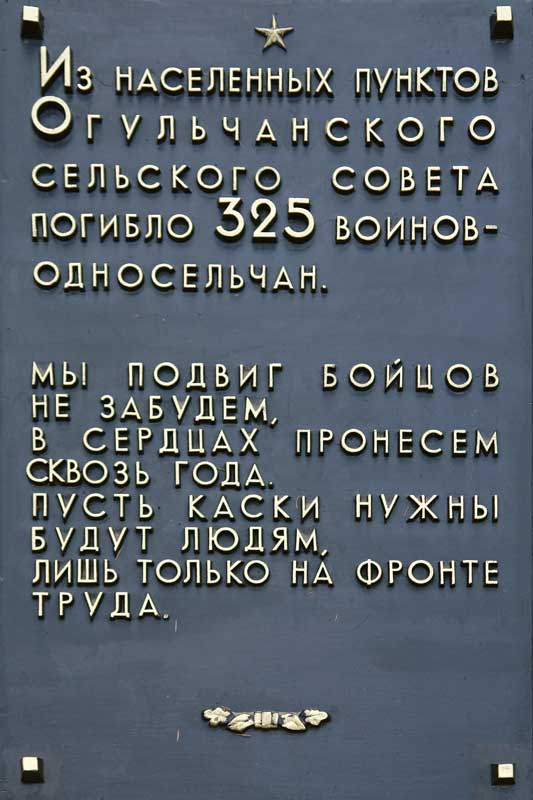 Из населенных пунктов
Огульчанского
сельского совета
погибло 325 воинов-
односельчан.
мы подвиг бойцов
не забудем,
в сердцах пронесем
сквозь года.
пусть каски нужны
будут людям,
лишь только на фронте
труда.